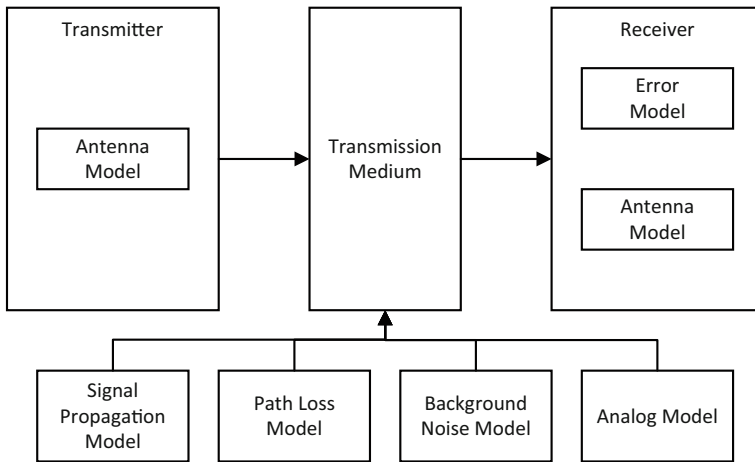 Transmitter
Antenna
Model
Transmission
Medium
Receiver
Error
Model
Antenna
Model
Signal
Propagation
Model
Path Loss
Model
Background
Noise Model
Analog Model